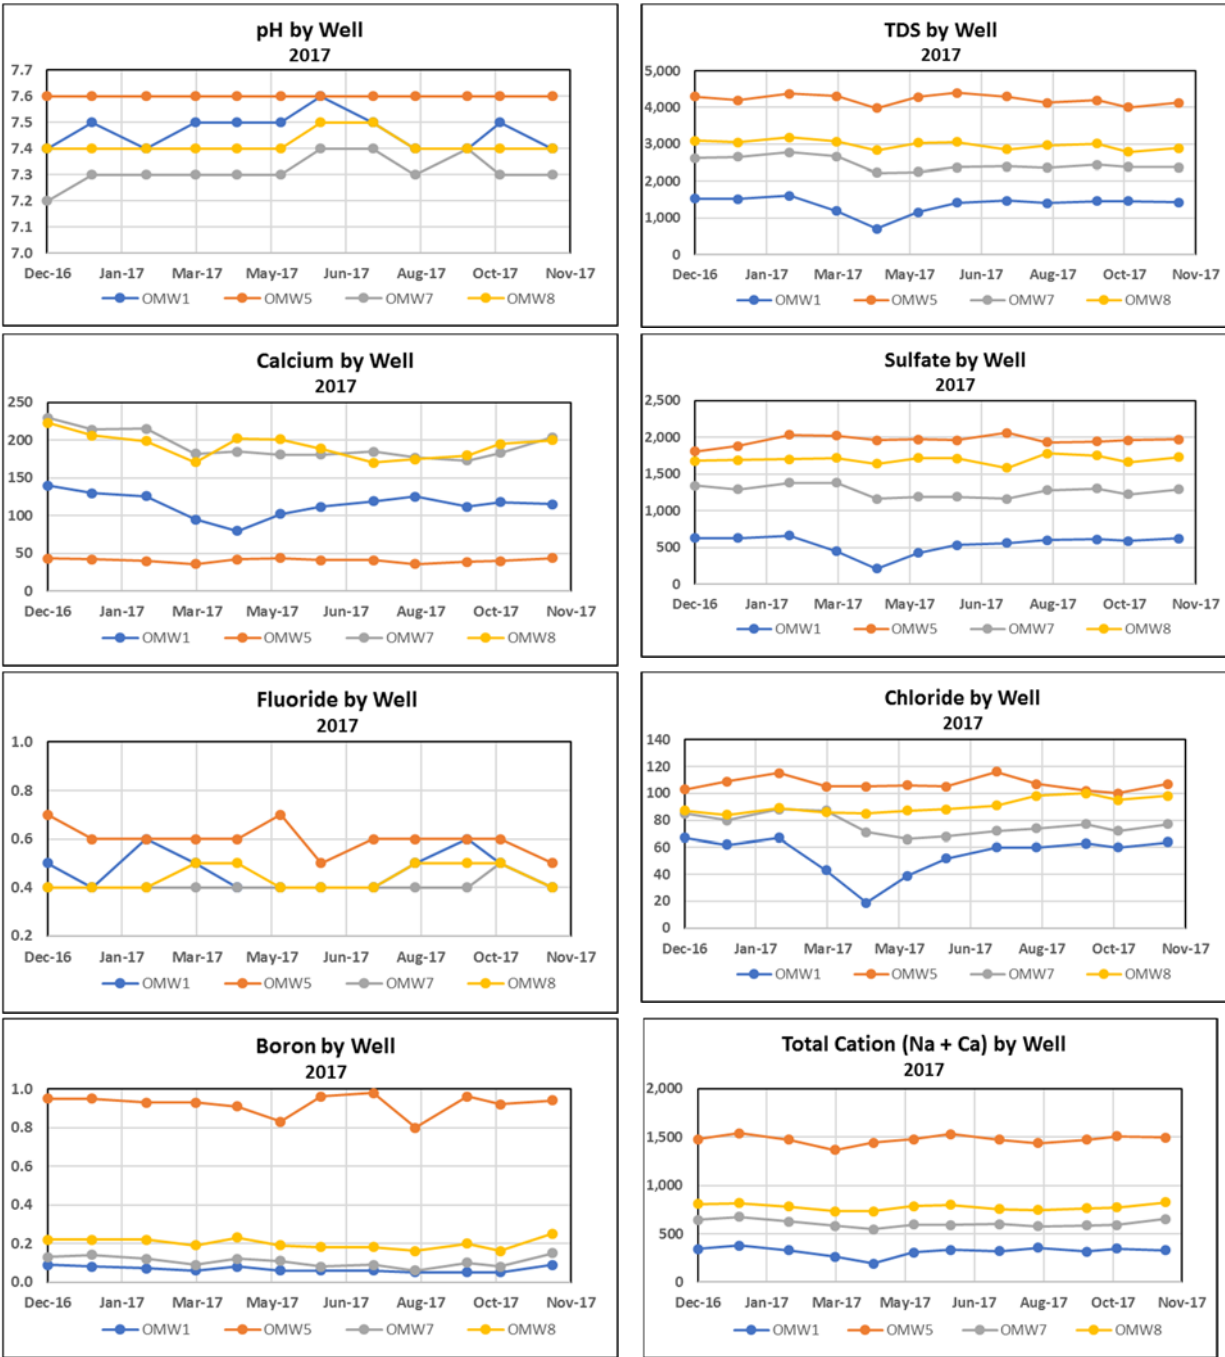 pH by Well
2017
7.7
7.6
7.5
7.4
7.3
7.2
7.1
7.0
Dec-16 Jan-17 Mar-17 May-17 Jun-17 Aug-17 Oct-17 Nov-17
OMW1 OMW5 OMW7 OMW8
TDS by Well
2017
5,000
4,000
3,000
2,000
1,000
0
Dec-16 Jan-17 Mar-17 May-17 Jun-17 Aug-17 Oct-17 Nov-17
OMW1 OMW5 OMW7 OMW8
Calcium by Well
2017
250
200
150
100
50
0
Dec-16 Jan-17 Mar-17 May-17 Jun-17 Aug-17 Oct-17 Nov-17
OMW1 OMW5 OMW7 OMW8
Sulfate by Well
2017
2,500
2,000
1,500
1,000
500
0
Dec-16 Jan-17 Mar-17 May-17 Jun-17 Aug-17 Oct-17 Nov-17
OMW1 OMW5 OMW7 OMW8
Fluoride by Well
2017
1.0
0.8
0.6
0.4
0.2
Dec-16 Jan-17 Mar-17 May-17 Jun-17 Aug-17 Oct-17 Nov-17
OMW1 OMW5 OMW7 OMW8
Chloride by Well
2017
140
120
100
80
60
40
20
0
Dec-16 Jan-17 Mar-17 May-17 Jun-17 Aug-17 Oct-17 Nov-17
OMW1 OMW5 OMW7 OMW8
Boron by Well
2017
1.0
0.8
0.6
0.4
0.2
0.0
Dec-16 Jan-17 Mar-17 May-17 Jun-17 Aug-17 Oct-17 Nov-17
OMW1 OMW5 OMW7 OMW8
Total Cation (Na + Ca) by Well
2017
2,000
1,500
1,000
500
0
Dec-16 Jan-17 Mar-17 May-17 Jun-17 Aug-17 Oct-17 Nov-17
OMW1 OMW5 OMW7 OMW8